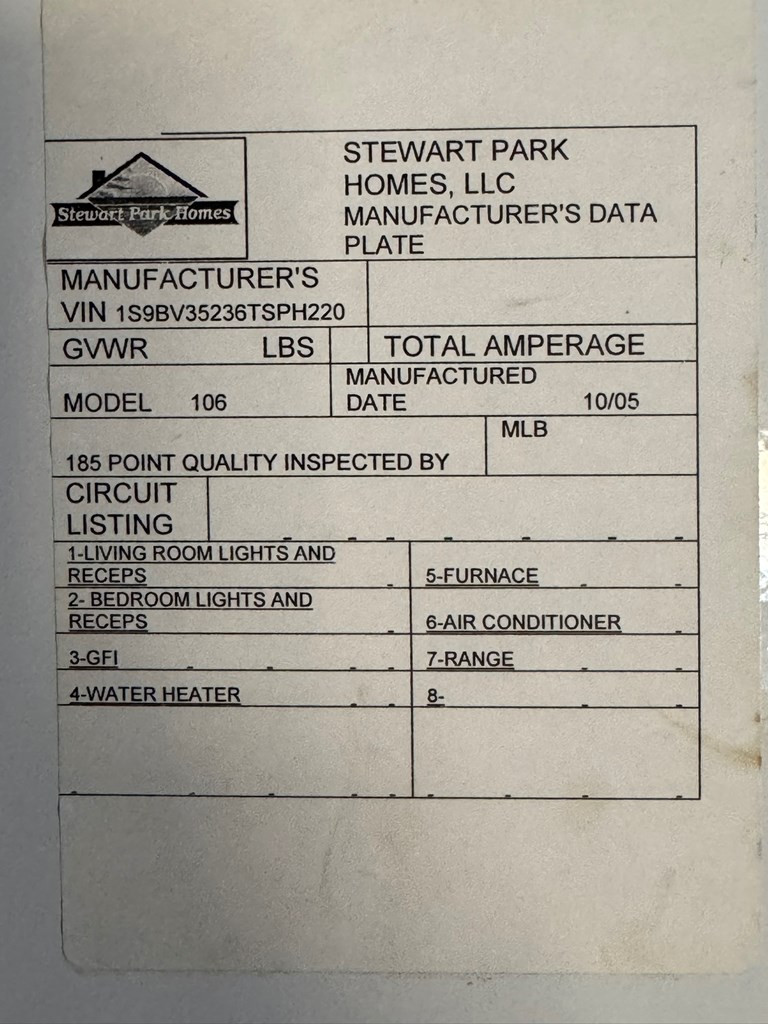 Stewart Park Homes
STEWART PARK
HOMES, LLC
MANUFACTURER'S DATA
PLATE
MANUFACTURER'S
VIN 1S9BV35236TSPH220
GVWR LBS
TOTAL AMPERAGE
MODEL 106
MANUFACTURED
DATE 10/05
185 POINT QUALITY INSPECTED BY
MLB
CIRCUIT
LISTING
1-LIVING ROOM LIGHTS AND
RECEPS
5-FURNACE
2- BEDROOM LIGHTS AND
RECEPS
6-AIR CONDITIONER
3-GFI
7-RANGE
4-WATER HEATER
8-